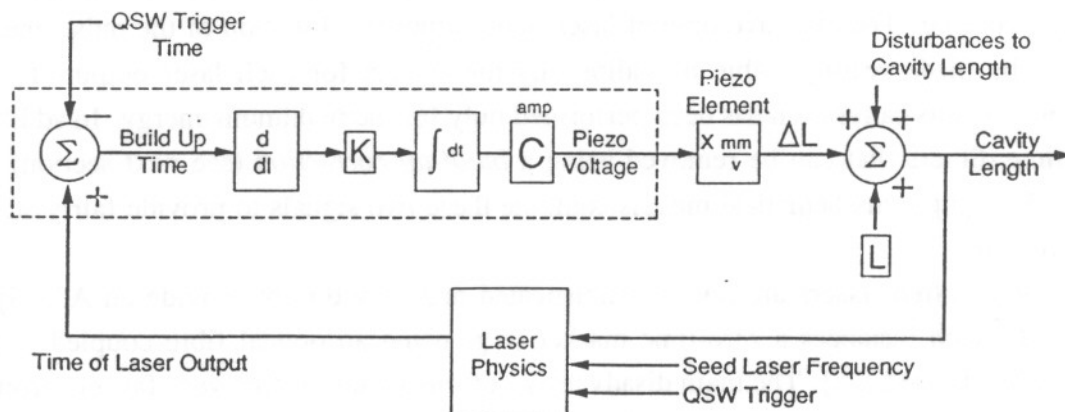 QSW Trigger
Time
Disturbances to
Cavity Length
Piezo
Element
amp
Σ
−
+
Build Up
Time
d
dl
K
∫ dt
C
Piezo
Voltage
X mm
v
ΔL
+
+
Σ
+
Cavity
Length
L
Time of Laser Output
Laser
Physics
Seed Laser Frequency
QSW Trigger